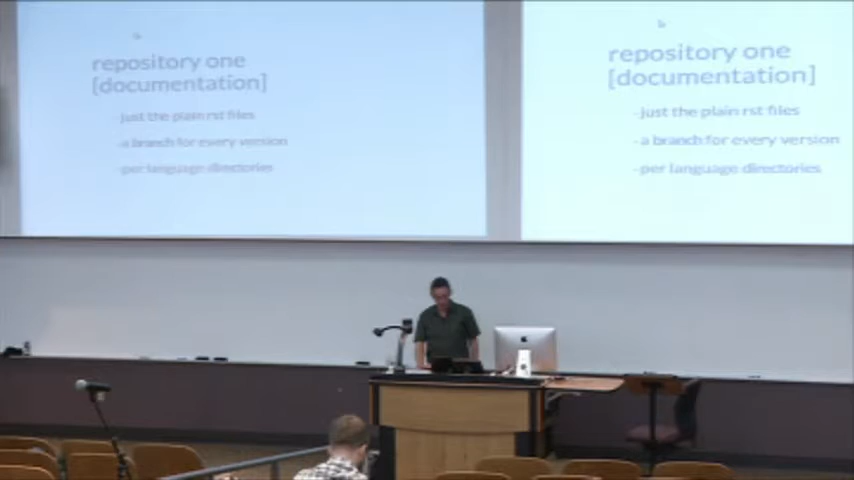 repository one
[documentation]
- just the plain rst files
- a branch for every version
- per language directories
repository one
[documentation]
- just the plain rst files
- a branch for every version
- per language directories